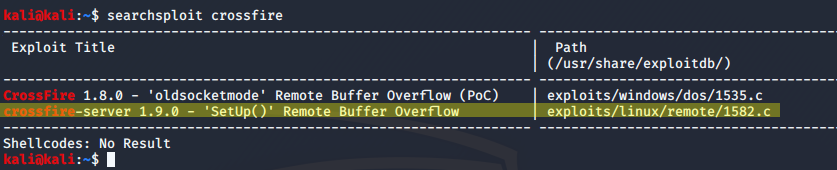 kali@kali:~$ searchsploit crossfire
Exploit Title | Path
| (/usr/share/exploitdb/)
CrossFire 1.8.0 - 'oldsocketmode' Remote Buffer Overflow (PoC) | exploits/windows/dos/1535.c
crossfire-server 1.9.0 - 'SetUp()' Remote Buffer Overflow | exploits/linux/remote/1582.c
Shellcodes: No Result
kali@kali:~$